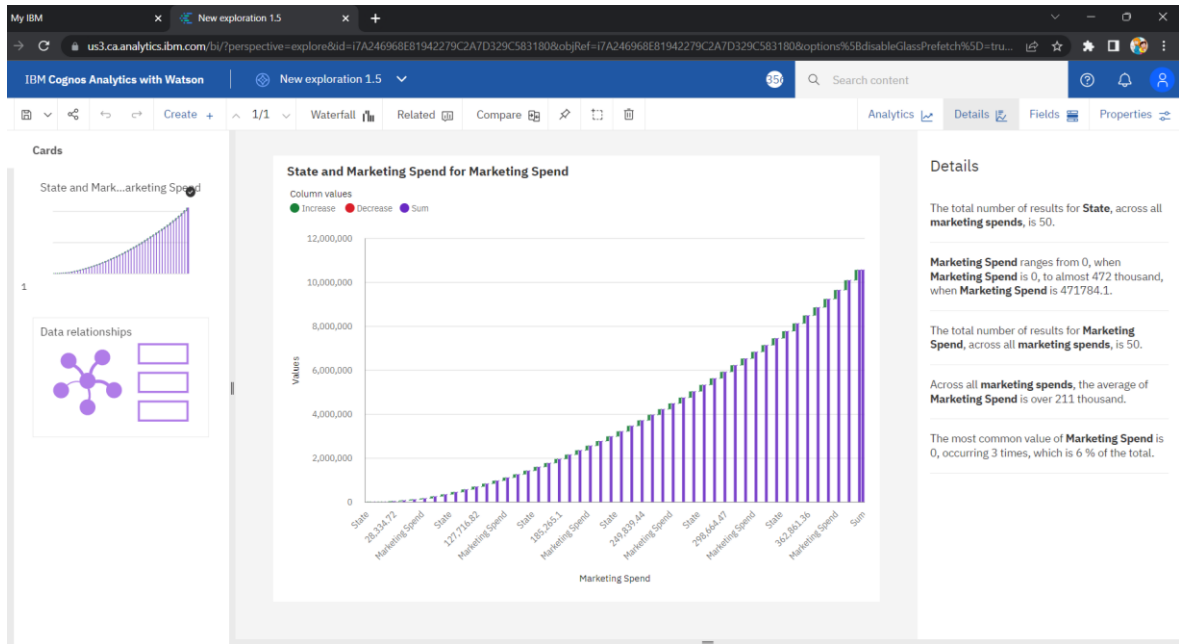 My IBM
New exploration 1.5
us3.ca.analytics.ibm.com/bi/?perspective=explore&id=i7A246968E81942279C2A7D329C583180&objRef=i7A246968E81942279C2A7D329C583180&options%5BdisableGlassPrefetch%5D=tru...
IBM Cognos Analytics with Watson
New exploration 1.5
Search content
Create +
1/1
Waterfall
Related
Compare
Analytics
Details
Fields
Properties
Cards
State and Mark...arketing Spend
1
Data relationships
State and Marketing Spend for Marketing Spend
Column values
Increase Decrease Sum
12,000,000
10,000,000
8,000,000
6,000,000
4,000,000
2,000,000
0
Values
State
28,334.72
Marketing Spend
State
127,716.82
Marketing Spend
State
185,265.1
Marketing Spend
State
249,839.44
Marketing Spend
State
298,664.47
Marketing Spend
State
362,861.36
Marketing Spend
Sum
Marketing Spend
Details
The total number of results for State, across all
marketing spends, is 50.
Marketing Spend ranges from 0, when
Marketing Spend is 0, to almost 472 thousand,
when Marketing Spend is 471784.1.
The total number of results for Marketing
Spend, across all marketing spends, is 50.
Across all marketing spends, the average of
Marketing Spend is over 211 thousand.
The most common value of Marketing Spend is
0, occurring 3 times, which is 6 % of the total.